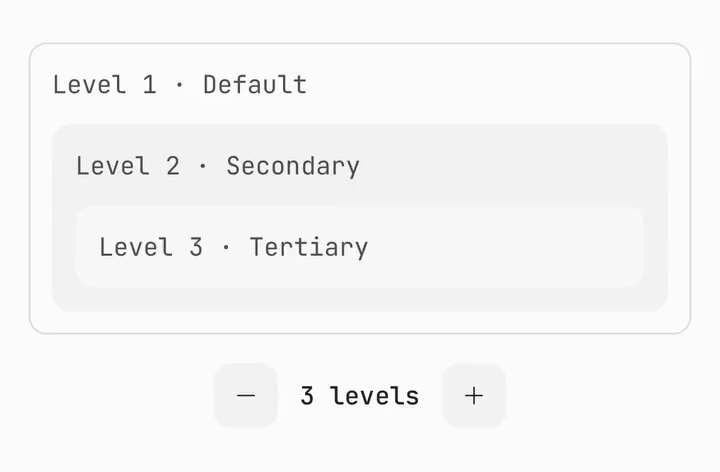 Level 1 · Default
Level 2 · Secondary
Level 3 · Tertiary
− 3 levels +